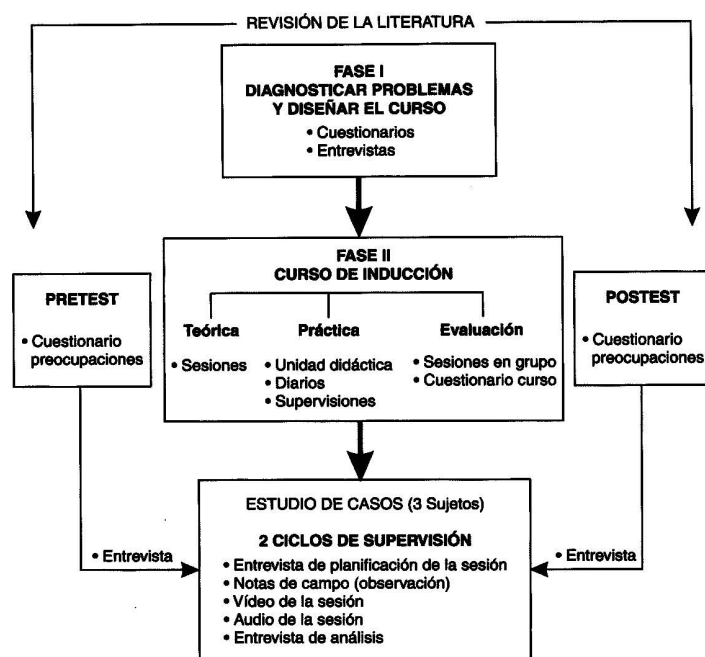 REVISIÓN DE LA LITERATURA
FASE I
DIAGNOSTICAR PROBLEMAS
Y DISEÑAR EL CURSO
• Cuestionarios
• Entrevistas
FASE II
CURSO DE INDUCCIÓN
Teórica
• Sesiones
Práctica
• Unidad didáctica
• Diarios
• Supervisiones
Evaluación
• Sesiones en grupo
• Cuestionario curso
PRETEST
• Cuestionario
preocupaciones
POSTEST
• Cuestionario
preocupaciones
• Entrevista
• Entrevista
ESTUDIO DE CASOS (3 Sujetos)
2 CICLOS DE SUPERVISIÓN
• Entrevista de planificación de la sesión
• Notas de campo (observación)
• Vídeo de la sesión
• Audio de la sesión
• Entrevista de análisis